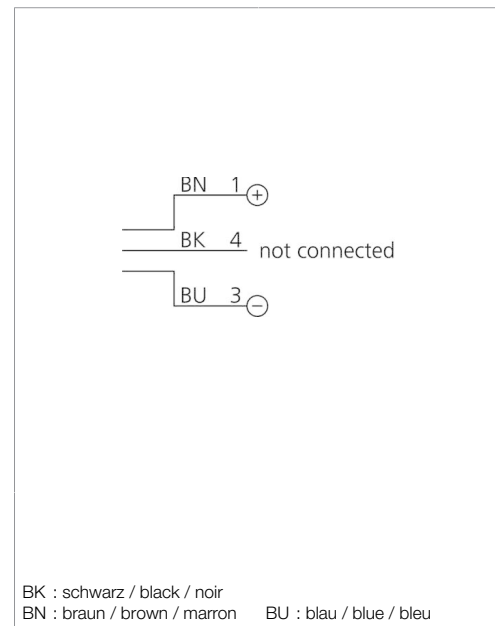 BN 1 +
BK 4 not connected
BU 3 −
BK : schwarz / black / noir
BN : braun / brown / marron BU : blau / blue / bleu